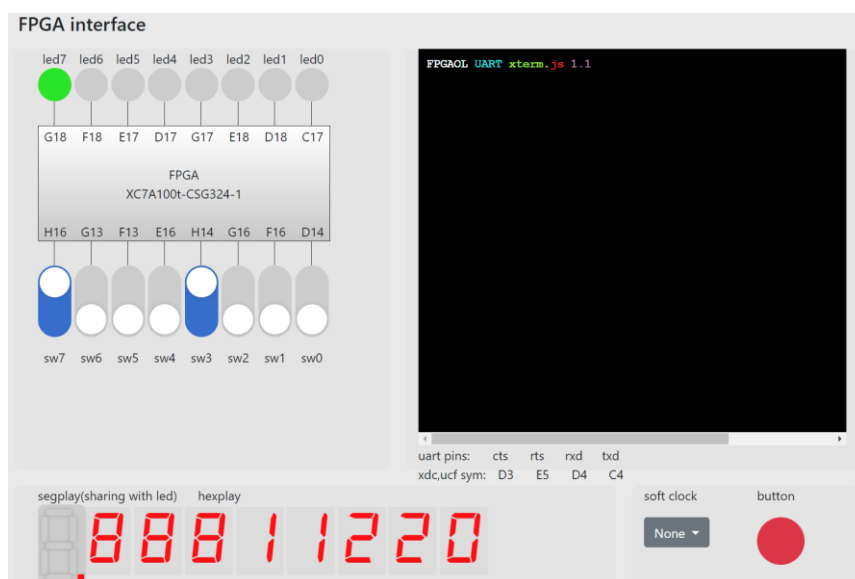 FPGA interface
led7 led6 led5 led4 led3 led2 led1 led0
G18 F18 E17 D17 G17 E18 D18 C17
FPGA
XC7A100t-CSG324-1
H16 G13 F13 E16 H14 G16 F16 D14
sw7 sw6 sw5 sw4 sw3 sw2 sw1 sw0
FPGAOL UART xterm.js 1.1
uart pins: cts rts rxd txd
xdc,ucf sym: D3 E5 D4 C4
segplay(sharing with led) hexplay
88811220
soft clock button
None